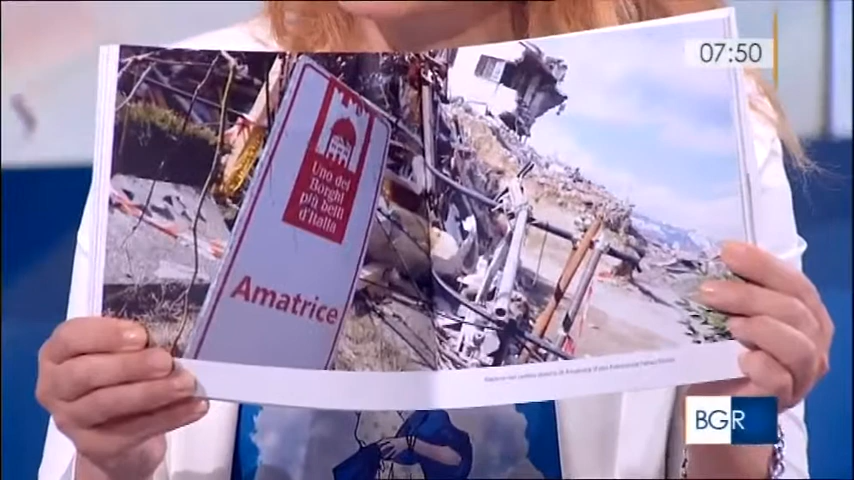 07:50
Uno dei
Borghi
più belli
d'Italia
Amatrice
BGR